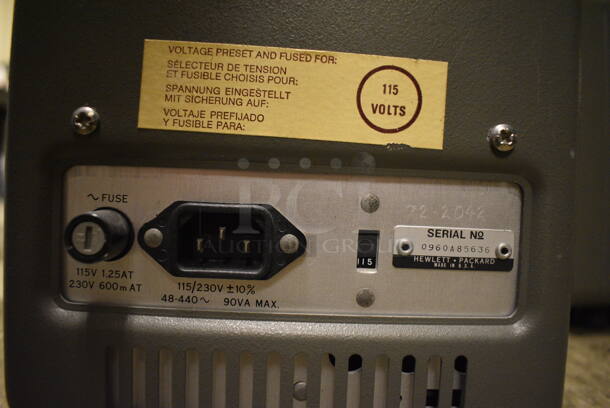 VOLTAGE PRESET AND FUSED FOR:
SÉLECTEUR DE TENSION
ET FUSIBLE CHOISIS POUR:
SPANNUNG EINGESTELLT
MIT SICHERUNG AUF:
VOLTAJE PREFIJADO
Y FUSIBLE PARA:
115
VOLTS
~ FUSE
115V 1.25AT
230V 600mAT
115/230V ±10%
48-440~ 90VA MAX.
115
72-2042
SERIAL Nº
0960A85636
HEWLETT • PACKARD
MADE IN U.S.A.
PCI
AUCTION GROUP